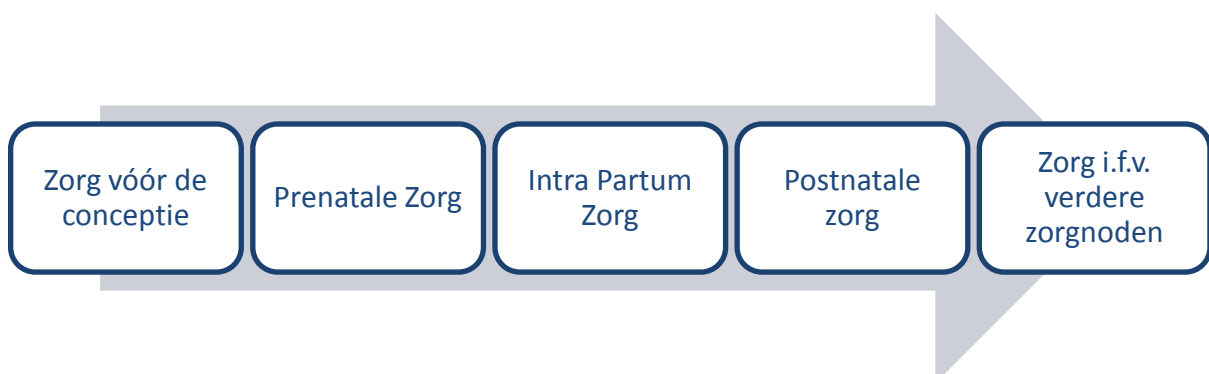 Zorg vóór de
conceptie
Prenatale Zorg
Intra Partum
Zorg
Postnatale
zorg
Zorg i.f.v.
verdere
zorgnoden